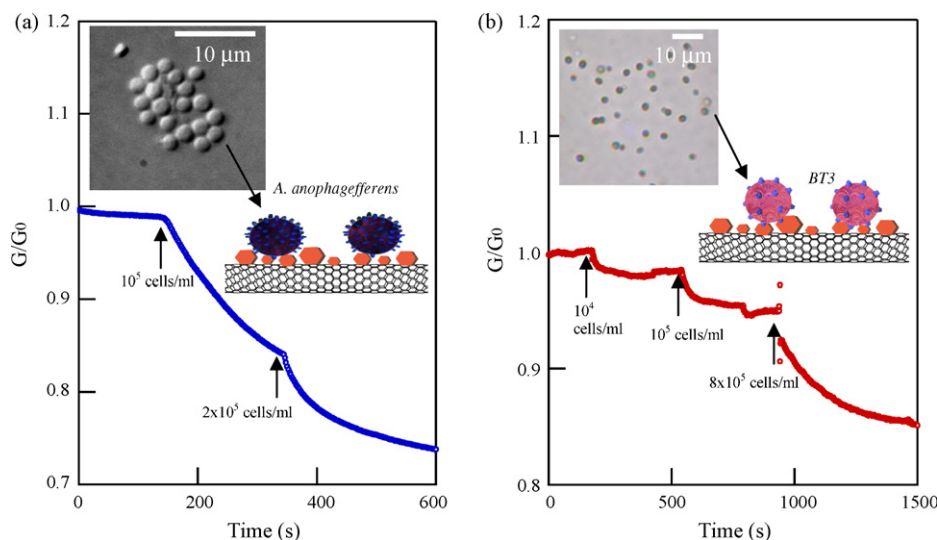 (a)
1.2
1.1
1.0
0.9
0.8
0.7
G/G0
10 μm
A. anophagefferens
10⁵ cells/ml
2x10⁵ cells/ml
0
200
400
600
Time (s)
(b)
1.2
1.1
1.0
0.9
0.8
G/G0
10 μm
BT3
10⁴
cells/ml
10⁵ cells/ml
8x10⁵ cells/ml
0
500
1000
1500
Time (s)